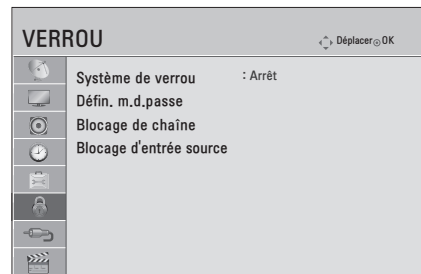 VERROU
Déplacer OK
Système de verrou : Arrêt
Défin. m.d.passe
Blocage de chaîne
Blocage d'entrée source